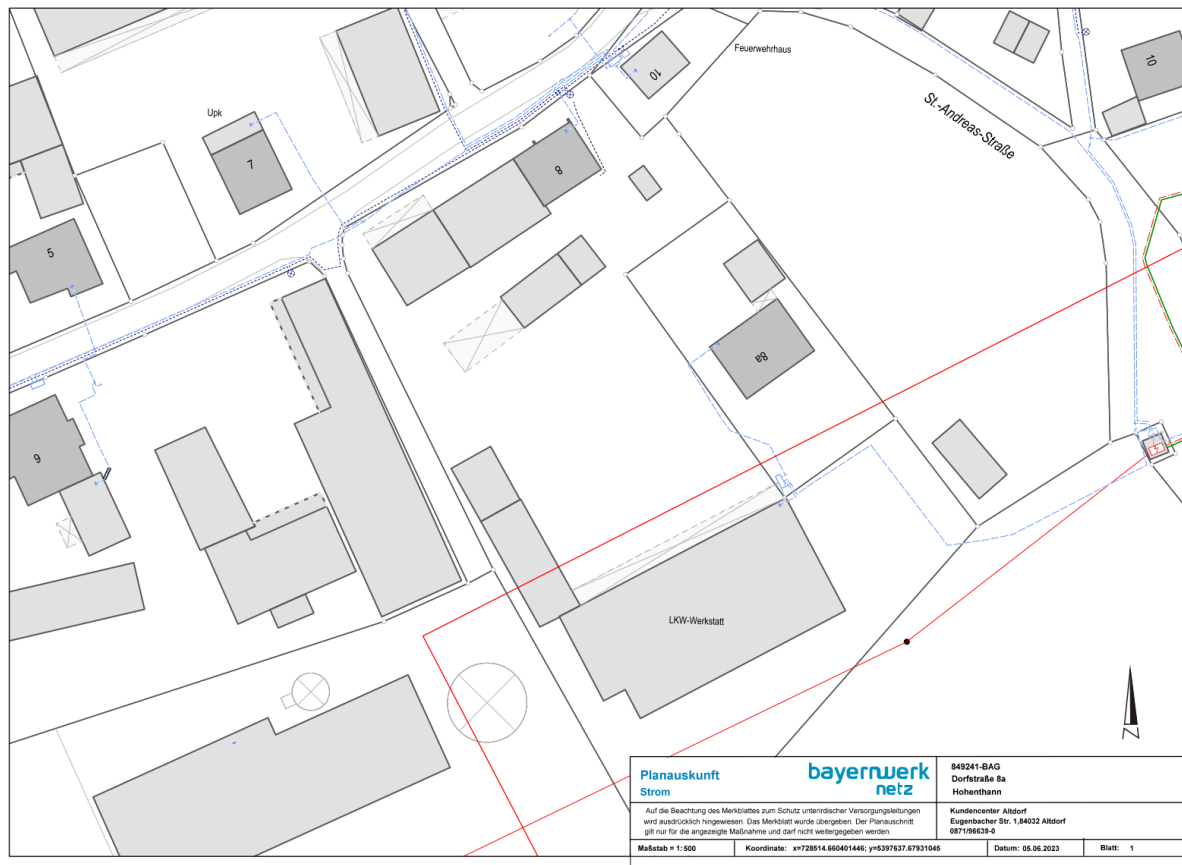 Feuerwehrhaus
10
10
Upk
St.-Andreas-Straße
7
8
5
8a
9
LKW-Werkstatt
N
Planauskunft
Strom
bayernwerk
netz
849241-BAG
Dorfstraße 8a
Hohenthann
Auf die Beachtung des Merkblattes zum Schutz unterirdischer Versorgungsleitungen
wird ausdrücklich hingewiesen. Das Merkblatt wurde übergeben. Der Planauschnitt
gilt nur für die angezeigte Maßnahme und darf nicht weitergegeben werden.
Kundencenter Altdorf
Eugenbacher Str. 1,84032 Altdorf
0871/96639-0
Maßstab = 1:500
Koordinate: x=728514.660401446; y=5397637.67931045
Datum: 05.06.2023
Blatt: 1